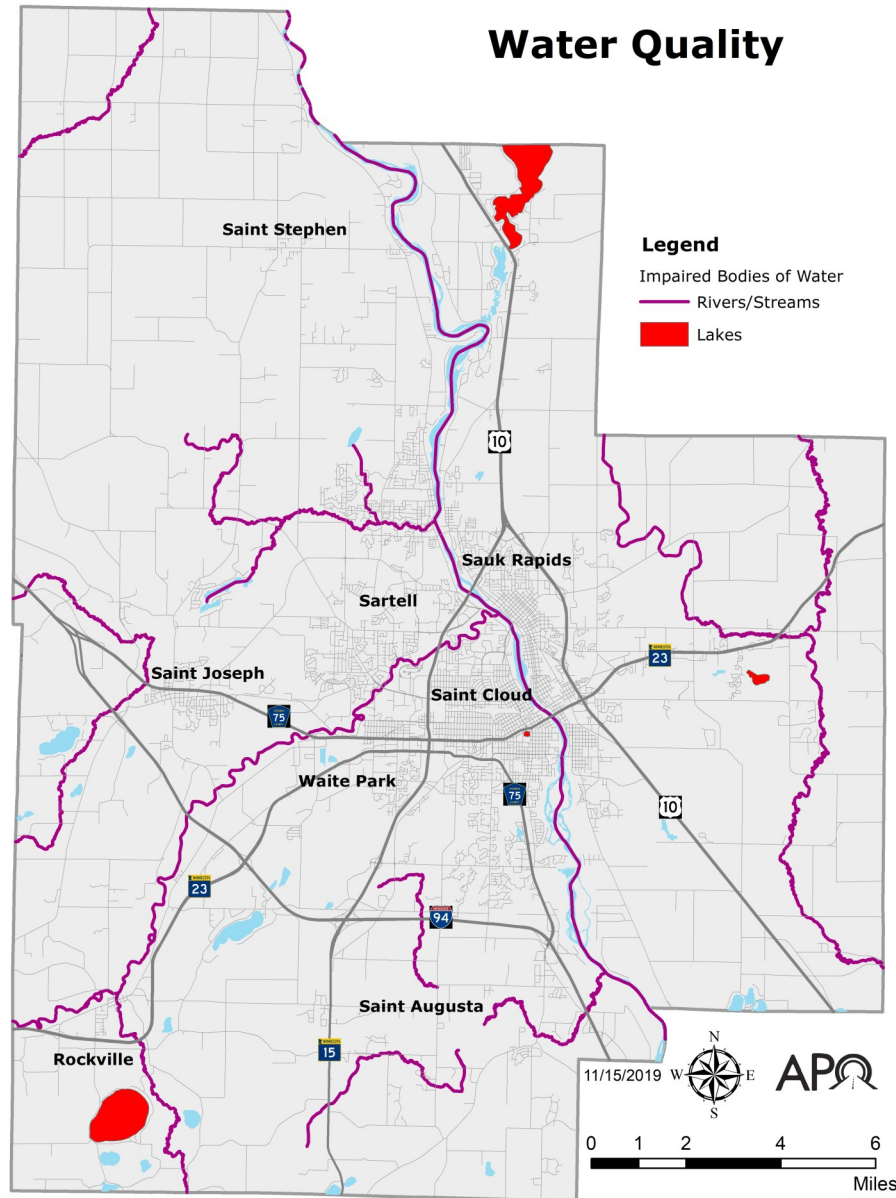 Water Quality
Saint Stephen
Legend
Impaired Bodies of Water
Rivers/Streams
Lakes
10
Sauk Rapids
Sartell
23
Saint Joseph
Saint Cloud
75
Waite Park
75
10
23
94
Saint Augusta
15
Rockville
11/15/2019
N
W
E
S
APO
0 1 2 4 6
Miles